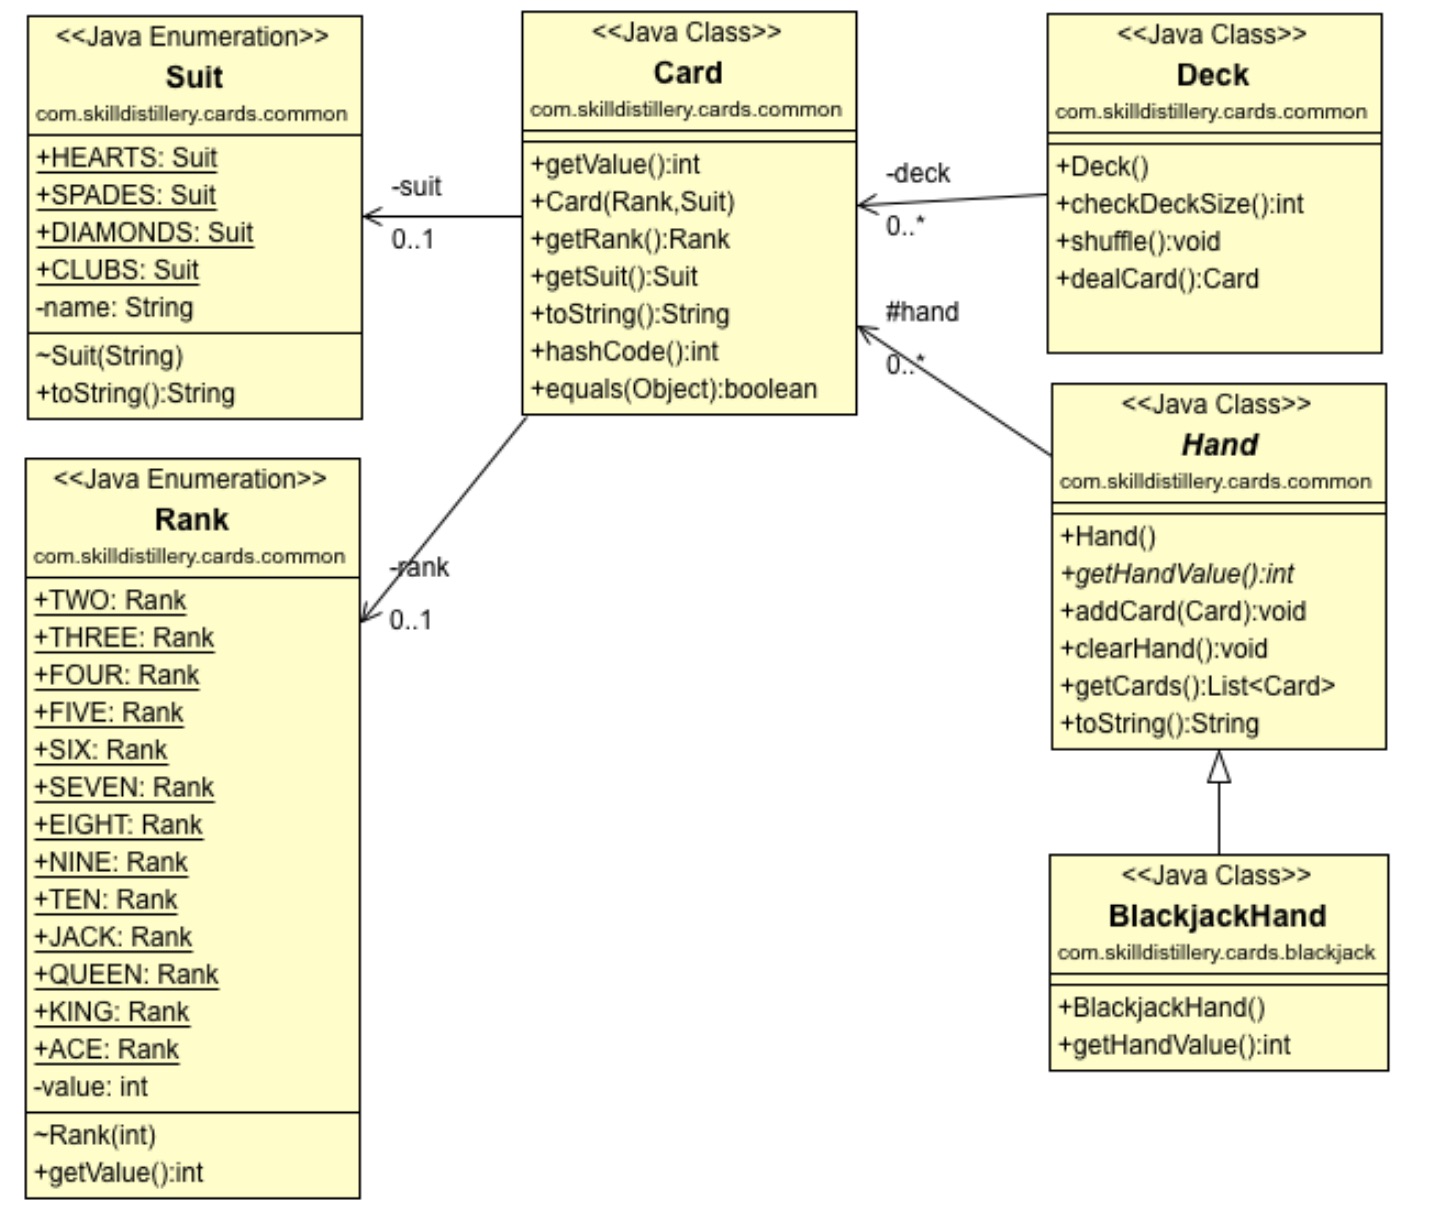 <<Java Enumeration>>
Suit
com.skilldistillery.cards.common
+HEARTS: Suit
+SPADES: Suit
+DIAMONDS: Suit
+CLUBS: Suit
-name: String
~Suit(String)
+toString():String
<<Java Class>>
Card
com.skilldistillery.cards.common
+getValue():int
+Card(Rank,Suit)
+getRank():Rank
+getSuit():Suit
+toString():String
+hashCode():int
+equals(Object):boolean
<<Java Class>>
Deck
com.skilldistillery.cards.common
+Deck()
+checkDeckSize():int
+shuffle():void
+dealCard():Card
-suit
0..1
-deck
0..*
#hand
0..*
<<Java Enumeration>>
Rank
com.skilldistillery.cards.common
+TWO: Rank
+THREE: Rank
+FOUR: Rank
+FIVE: Rank
+SIX: Rank
+SEVEN: Rank
+EIGHT: Rank
+NINE: Rank
+TEN: Rank
+JACK: Rank
+QUEEN: Rank
+KING: Rank
+ACE: Rank
-value: int
~Rank(int)
+getValue():int
-rank
0..1
<<Java Class>>
Hand
com.skilldistillery.cards.common
+Hand()
+getHandValue():int
+addCard(Card):void
+clearHand():void
+getCards():List<Card>
+toString():String
<<Java Class>>
BlackjackHand
com.skilldistillery.cards.blackjack
+BlackjackHand()
+getHandValue():int